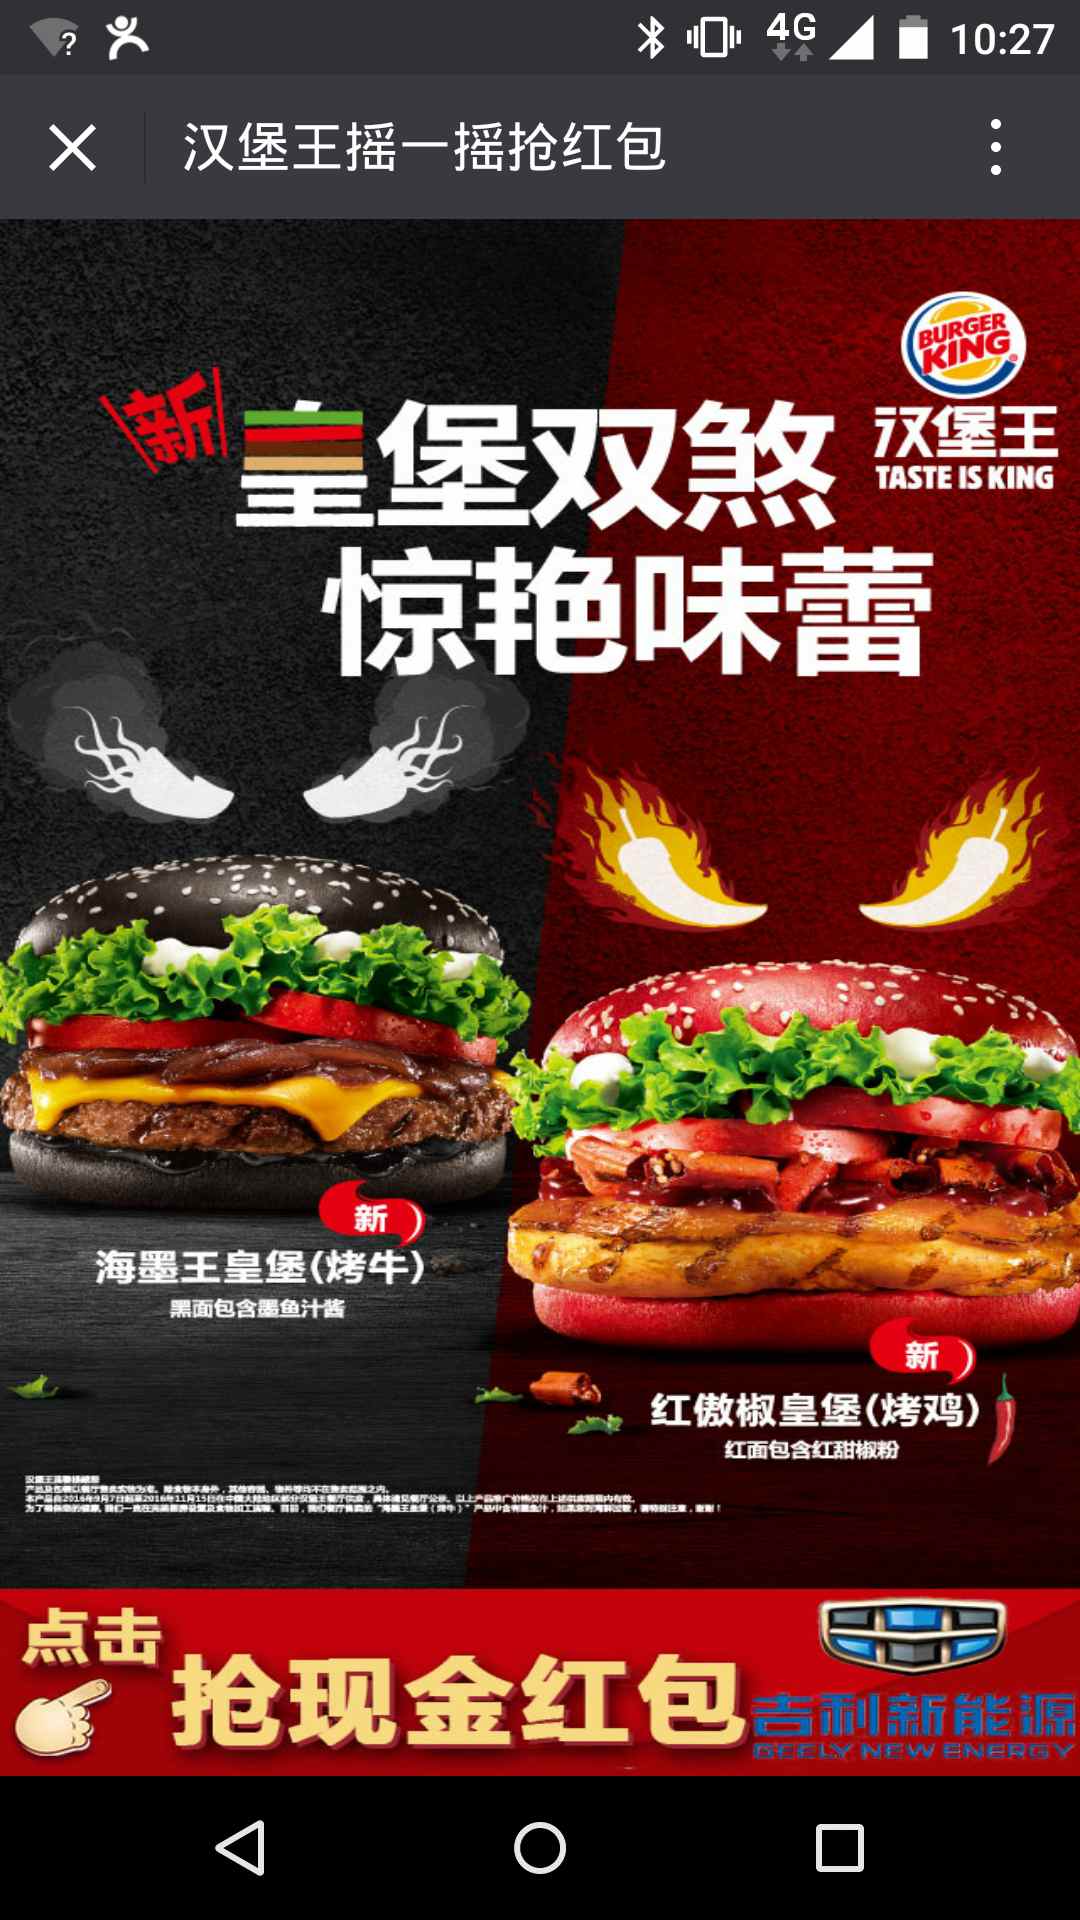 4G 10:27
汉堡王摇一摇抢红包
BURGER KING
汉堡王
TASTE IS KING
新
皇堡双煞
惊艳味蕾
新
海墨王皇堡(烤牛)
黑面包含墨鱼汁酱
新
红傲椒皇堡(烤鸡)
红面包含红甜椒粉
点击
抢现金红包
吉利新能源
GEELY NEW ENERGY